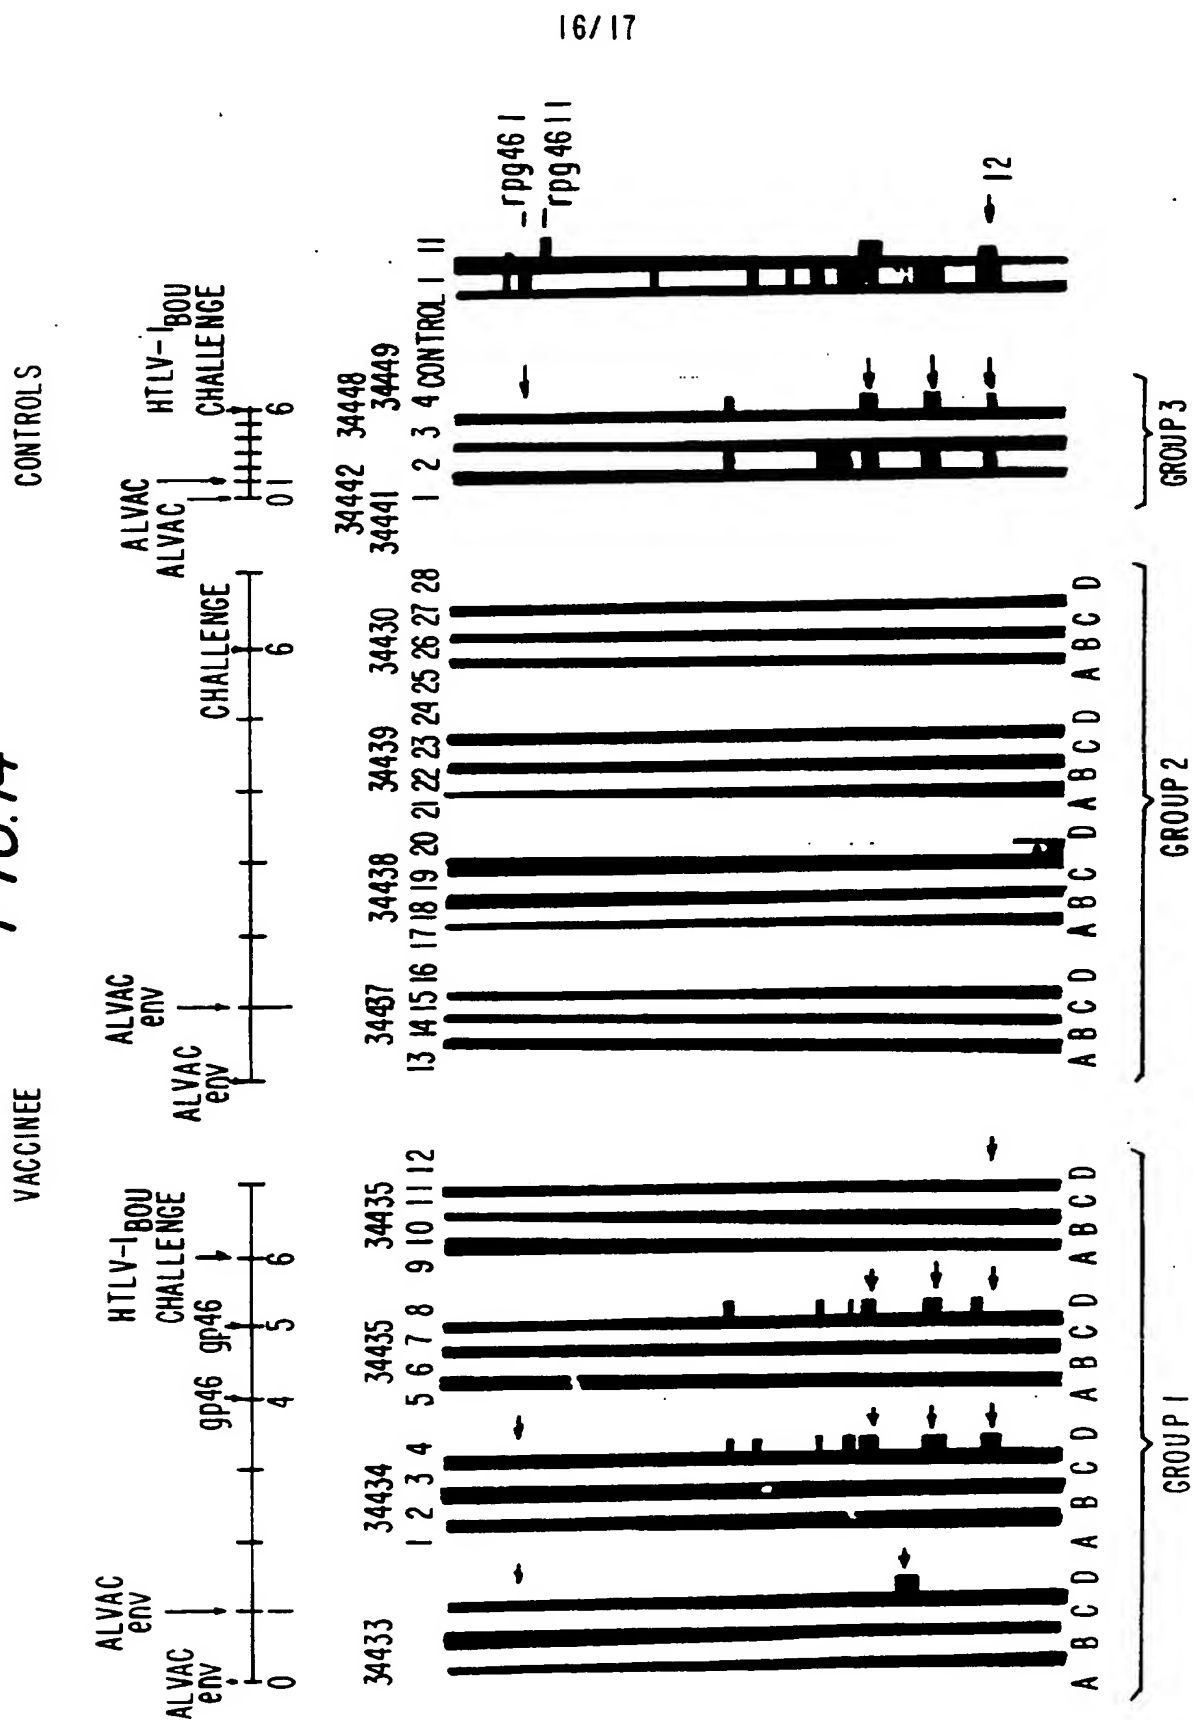 16/17
FIG. 14
VACCINEE
CONTROLS
ALVAC env
ALVAC env
gp46
gp46
HTLV-IBOU
CHALLENGE
0
4
5
6
ALVAC env
ALVAC env
CHALLENGE
6
ALVAC
ALVAC
HTLV-IBOU
CHALLENGE
0 1
6
34433
34434
34435
34435
34437
34438
34439
34430
34442
34441
34448
34449
1 2 3 4
5 6 7 8
9 10 11 12
13 14 15 16
17 18 19 20
21 22 23 24
25 26 27 28
1 2 3 4 CONTROL I II
rpg46 I
rpg46 II
12
A B C D
A B C D
A B C D
A B C D
A B C D
A B C D
A B C D
A B C D
GROUP 1
GROUP 2
GROUP 3